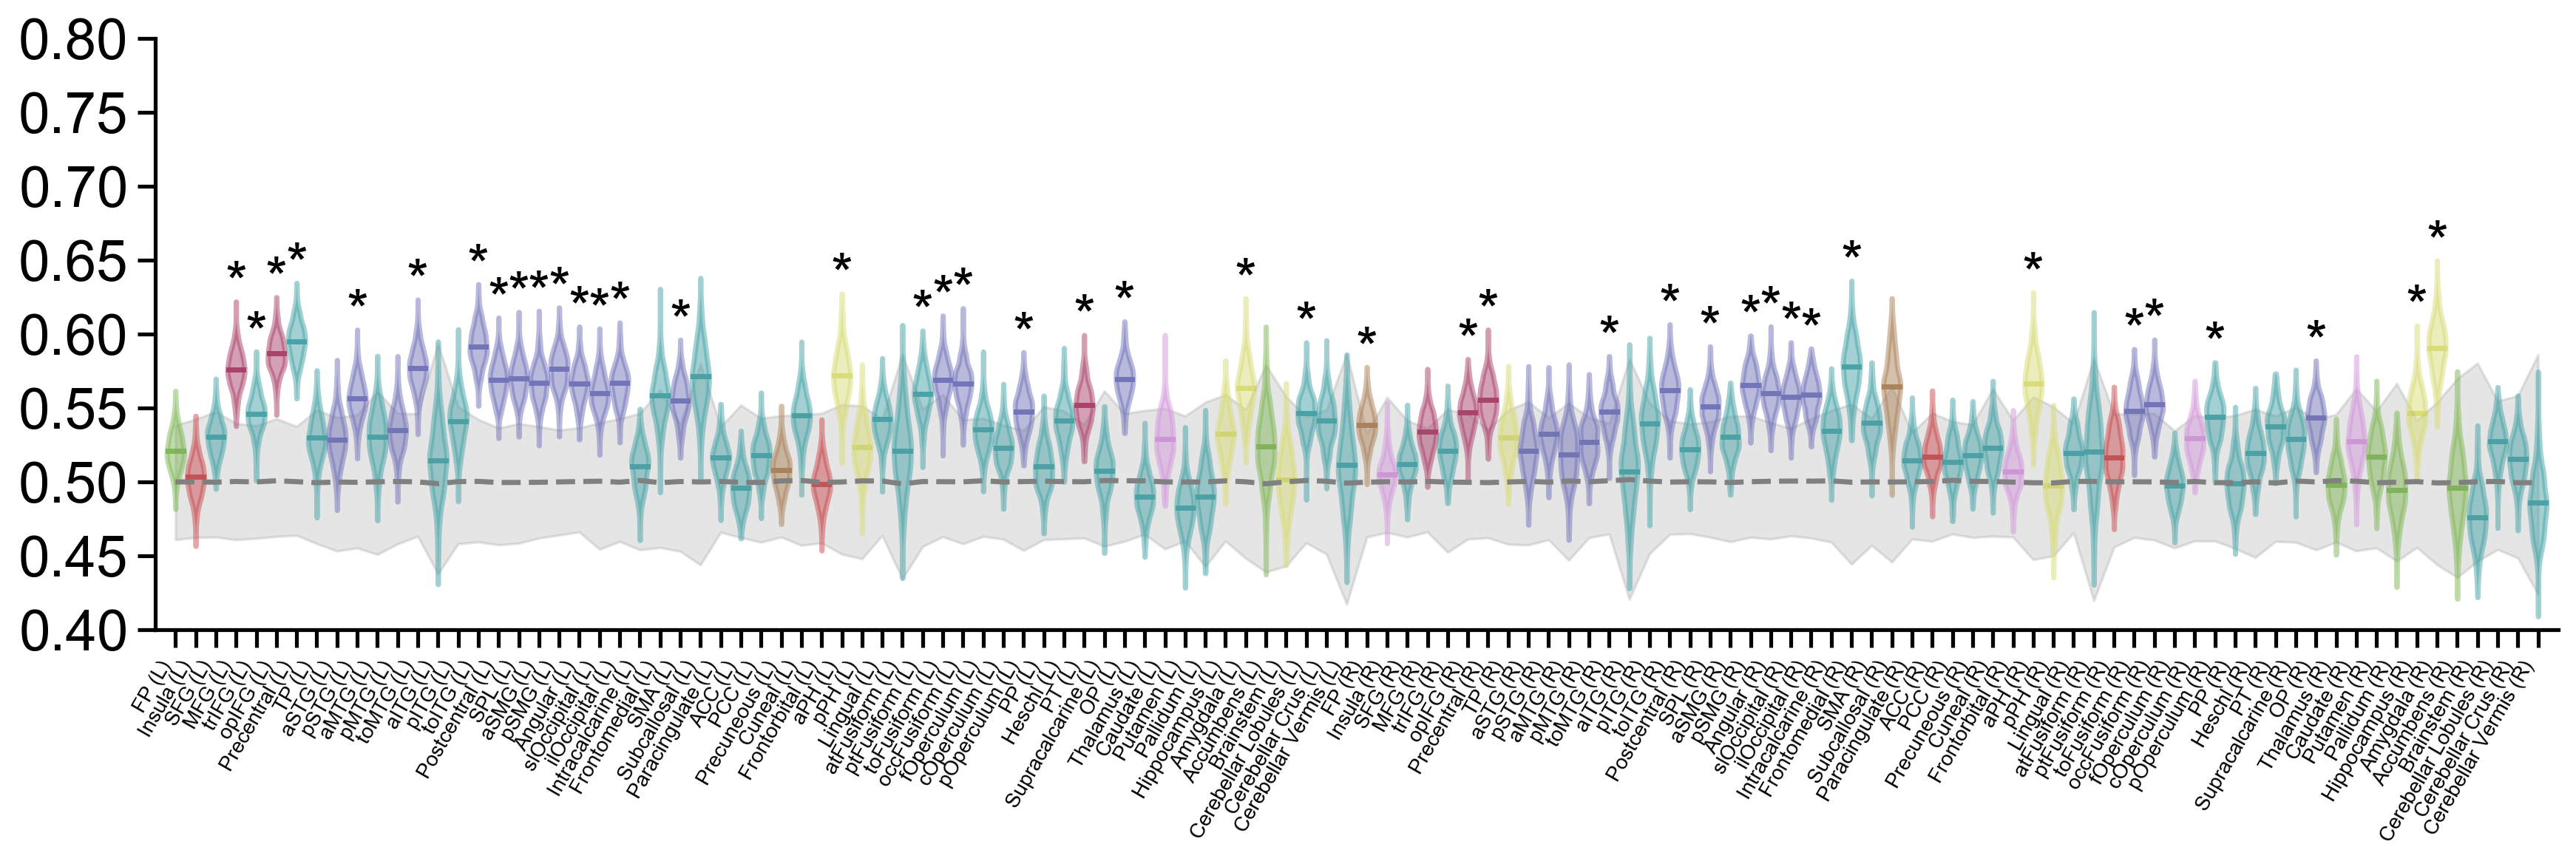 0.80
0.75
0.70
0.65
0.60
0.55
0.50
0.45
0.40
FP (L)
Insula (L)
SFG (L)
MFG (L)
trIFG (L)
opIFG (L)
Precentral (L)
TP (L)
aSTG (L)
pSTG (L)
aMTG (L)
pMTG (L)
toMTG (L)
aITG (L)
pITG (L)
toITG (L)
Postcentral (L)
SPL (L)
aSMG (L)
pSMG (L)
Angular (L)
slOccipital (L)
ilOccipital (L)
Intracalcarine (L)
Frontomedial (L)
SMA (L)
Subcallosal (L)
Paracingulate (L)
ACC (L)
PCC (L)
Precuneous (L)
Cuneal (L)
Frontorbital (L)
aPH (L)
pPH (L)
Lingual (L)
atFusiform (L)
ptFusiform (L)
toFusiform (L)
occFusiform (L)
fOperculum (L)
cOperculum (L)
pOperculum (L)
PP (L)
Heschl (L)
PT (L)
Supracalcarine (L)
OP (L)
Thalamus (L)
Caudate (L)
Putamen (L)
Pallidum (L)
Hippocampus (L)
Amygdala (L)
Accumbens (L)
Brainstem (L)
Cerebellar Lobules (L)
Cerebellar Crus (L)
Cerebellar Vermis (L)
FP (R)
Insula (R)
SFG (R)
MFG (R)
trIFG (R)
opIFG (R)
Precentral (R)
TP (R)
aSTG (R)
pSTG (R)
aMTG (R)
pMTG (R)
toMTG (R)
aITG (R)
pITG (R)
toITG (R)
Postcentral (R)
SPL (R)
aSMG (R)
pSMG (R)
Angular (R)
slOccipital (R)
ilOccipital (R)
Intracalcarine (R)
Frontomedial (R)
SMA (R)
Subcallosal (R)
Paracingulate (R)
ACC (R)
PCC (R)
Precuneous (R)
Cuneal (R)
Frontorbital (R)
aPH (R)
pPH (R)
Lingual (R)
atFusiform (R)
ptFusiform (R)
toFusiform (R)
occFusiform (R)
fOperculum (R)
cOperculum (R)
pOperculum (R)
PP (R)
Heschl (R)
PT (R)
Supracalcarine (R)
OP (R)
Thalamus (R)
Caudate (R)
Putamen (R)
Pallidum (R)
Hippocampus (R)
Amygdala (R)
Accumbens (R)
Brainstem (R)
Cerebellar Lobules (R)
Cerebellar Crus (R)
Cerebellar Vermis (R)